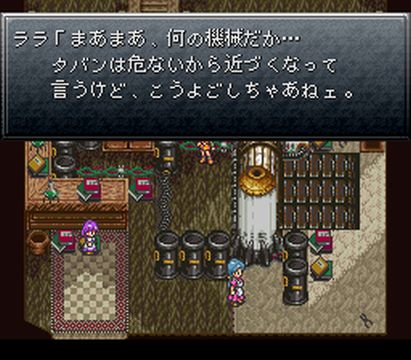 ララ「まあまあ、何の機械だか…
タバンは危ないから近づくなって
言うけど、こうよごしちゃあねェ。